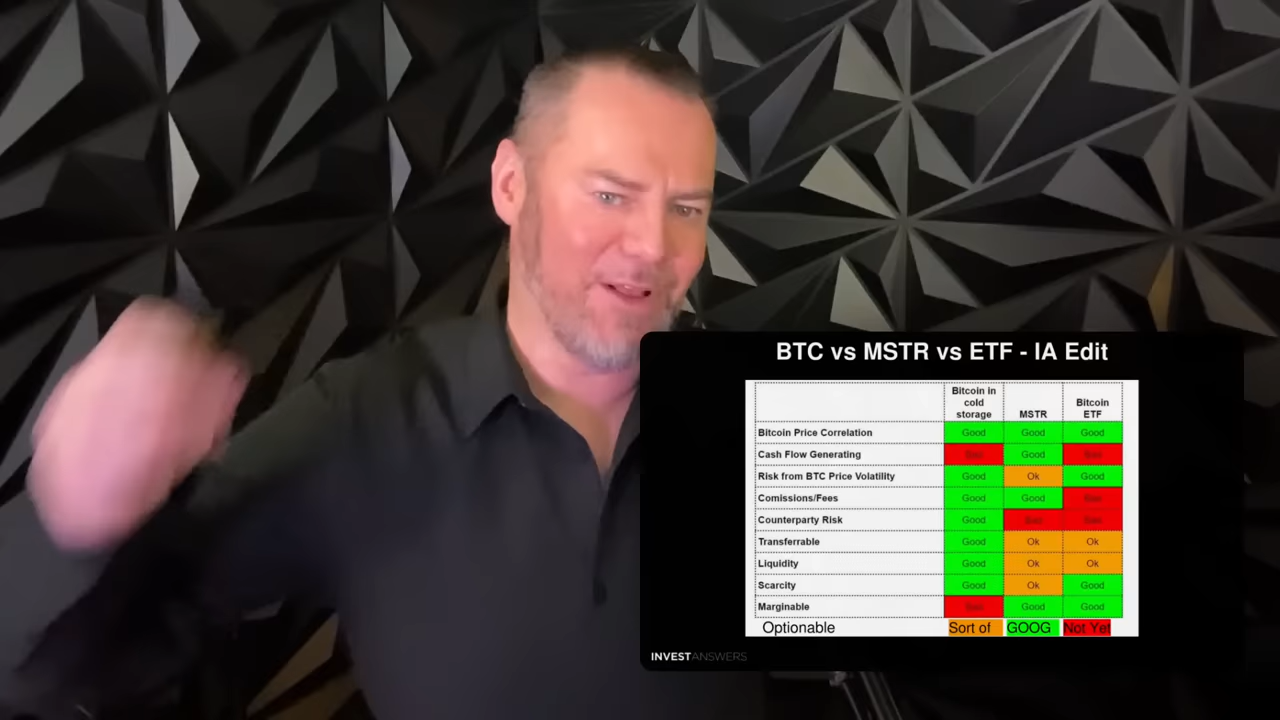 BTC vs MSTR vs ETF - IA Edit
Bitcoin in
cold
storage
MSTR
Bitcoin
ETF
Bitcoin Price Correlation Good Good Good
Cash Flow Generating Bad Good Bad
Risk from BTC Price Volatility Good Ok Good
Comissions/Fees Good Good Bad
Counterparty Risk Good Bad Bad
Transferrable Good Ok Ok
Liquidity Good Ok Ok
Scarcity Good Ok Good
Marginable Bad Good Good
Optionable Sort of GOOG Not Yet
INVESTANSWERS